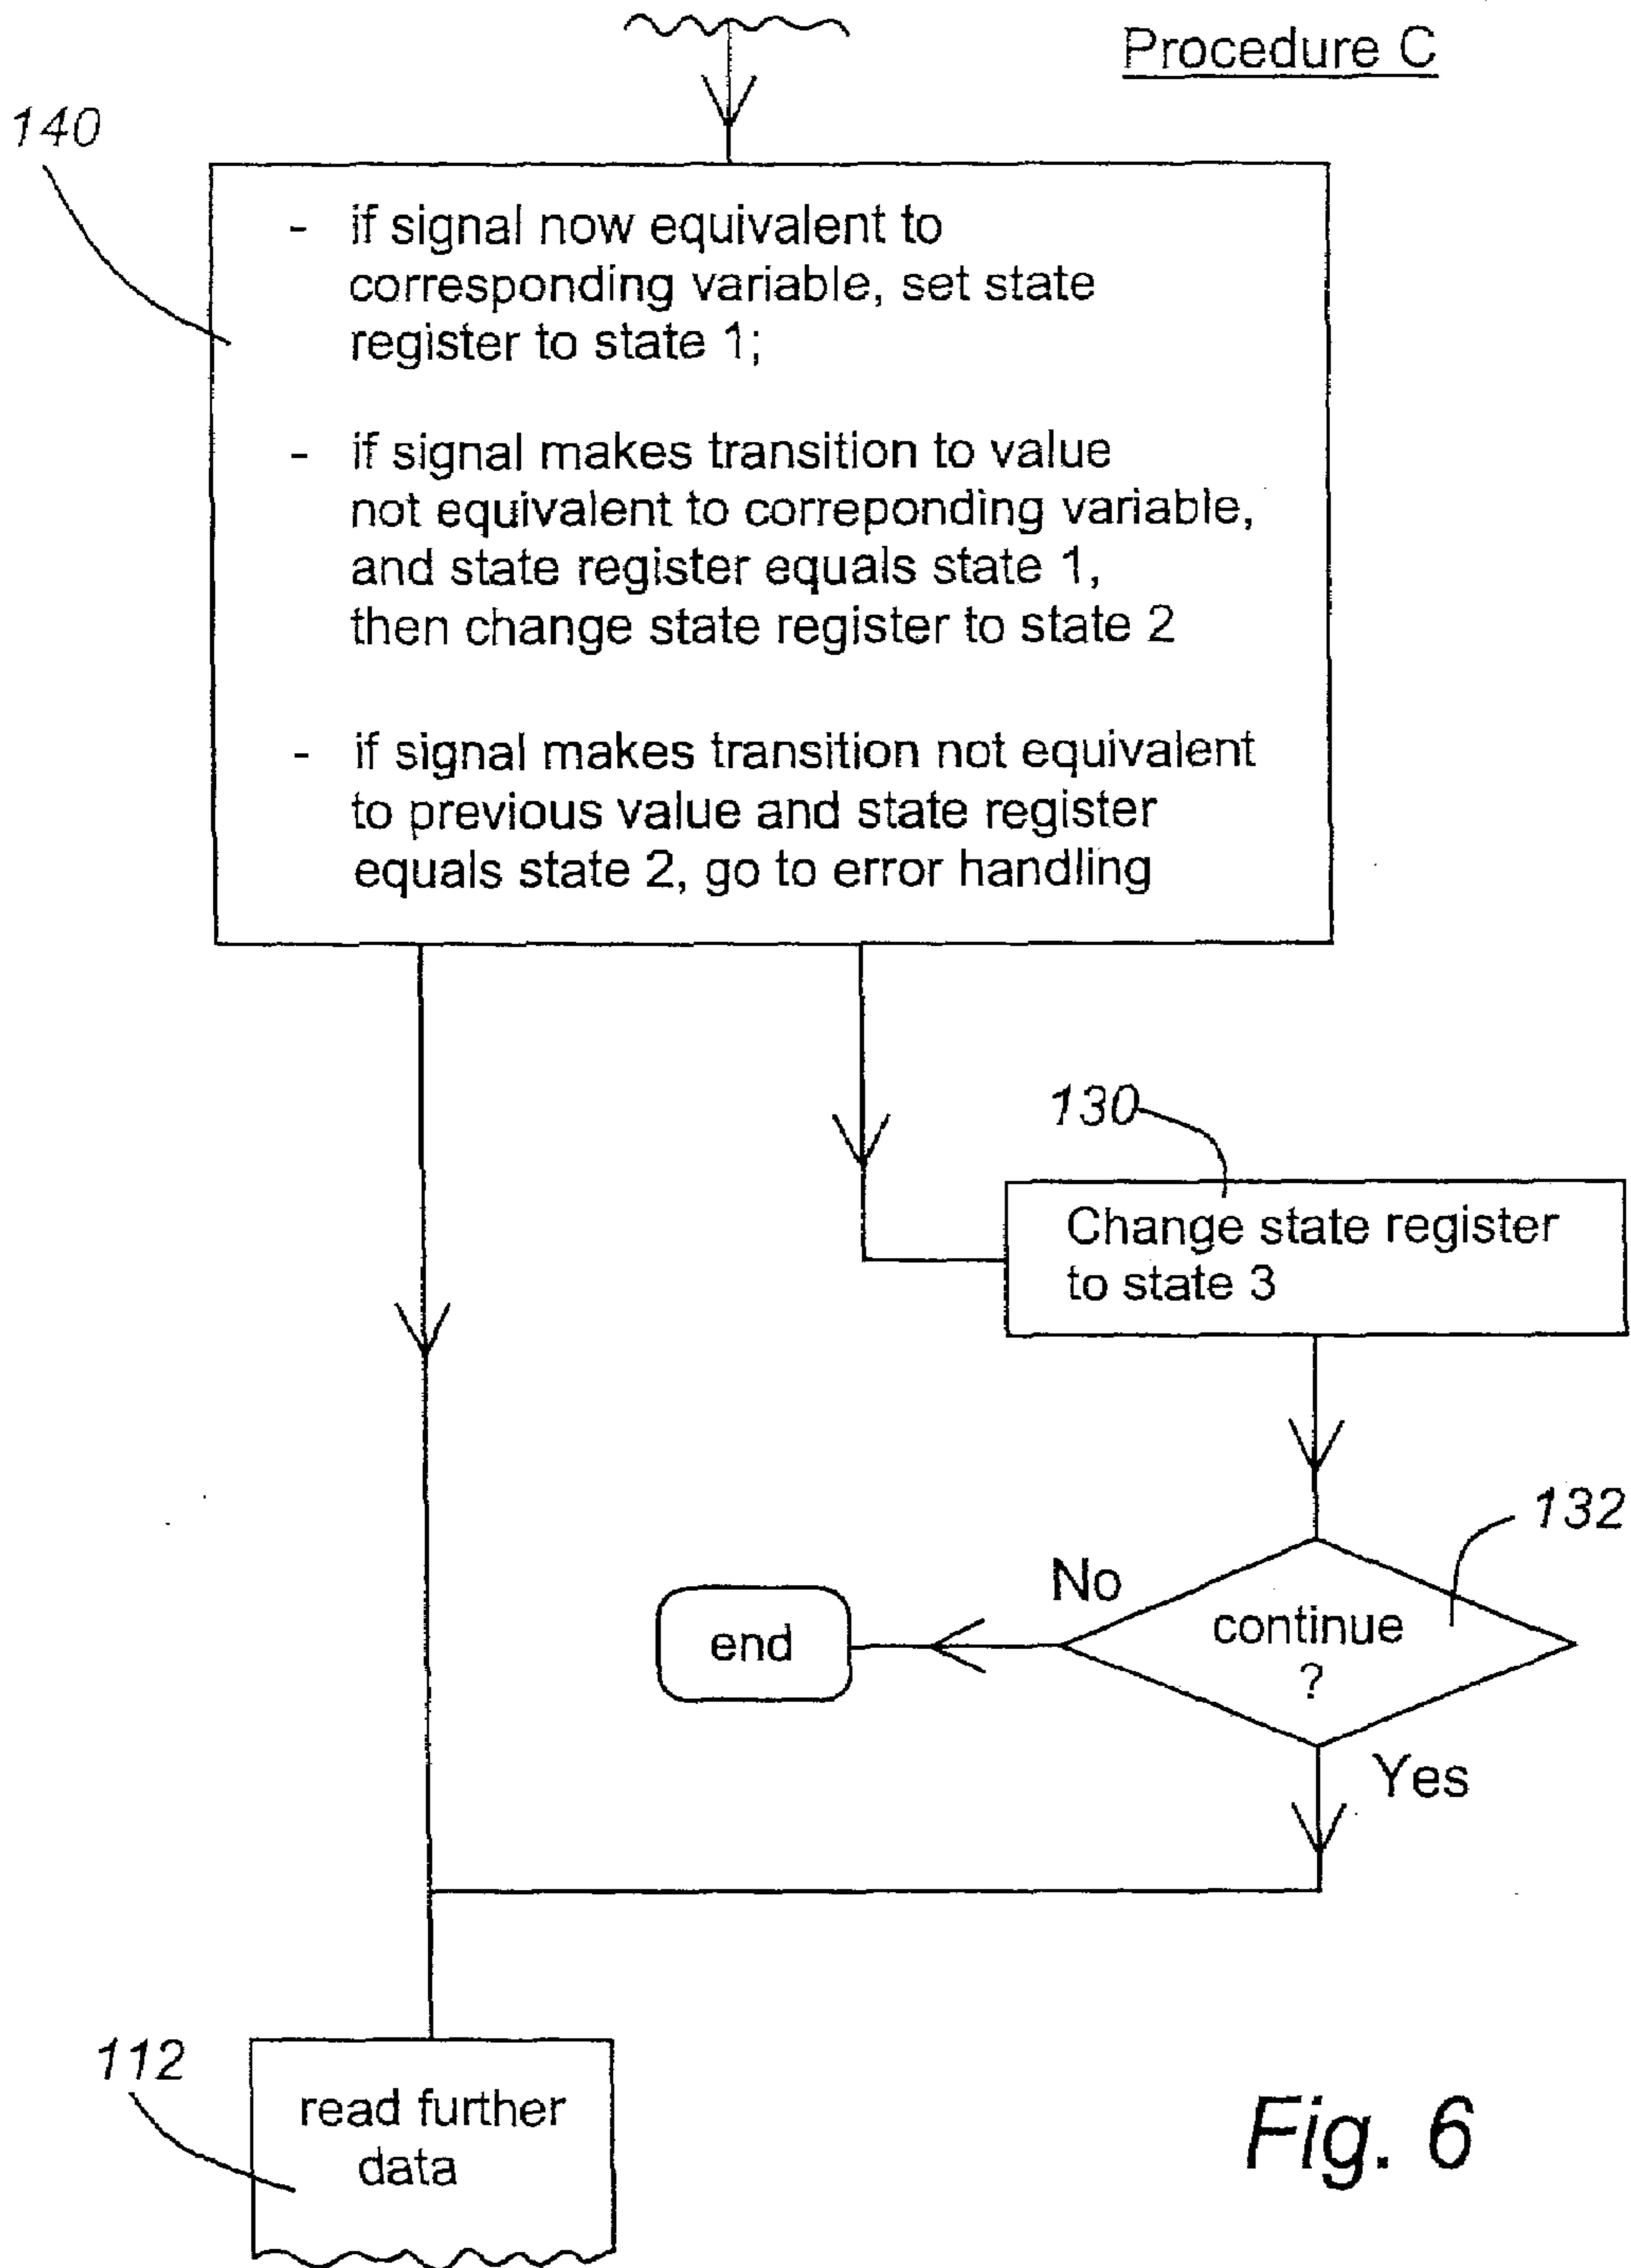 Procedure C
140
- if signal now equivalent to
corresponding variable, set state
register to state 1;
- if signal makes transition to value
not equivalent to correponding variable,
and state register equals state 1,
then change state register to state 2
- if signal makes transition not equivalent
to previous value and state register
equals state 2, go to error handling
130
Change state register
to state 3
132
No
end
continue
?
Yes
112
read further
data
Fig. 6